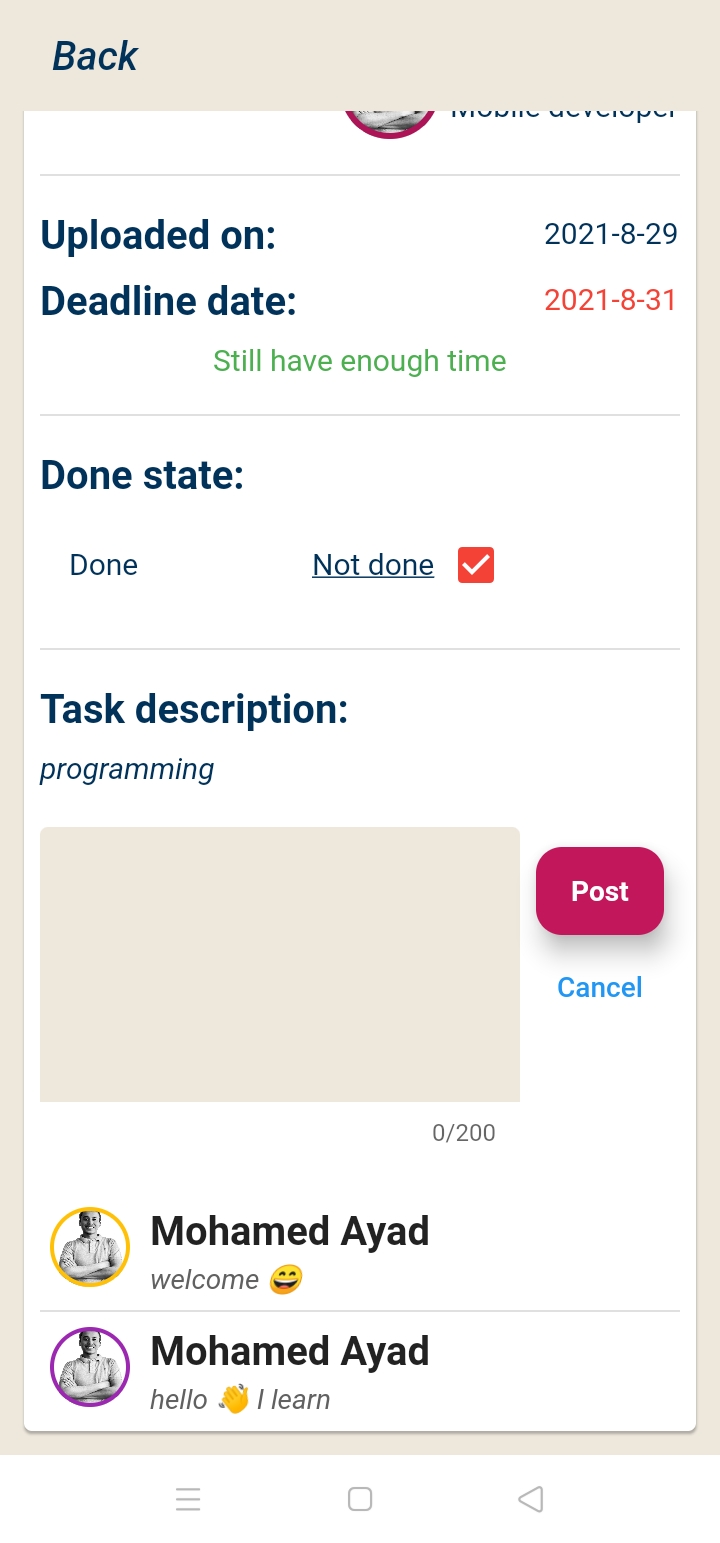 Back
Mobile developer
Uploaded on: 2021-8-29
Deadline date: 2021-8-31
Still have enough time
Done state:
Done Not done
Task description:
programming
Post
Cancel
0/200
Mohamed Ayad
welcome 😄
Mohamed Ayad
hello 👋 I learn